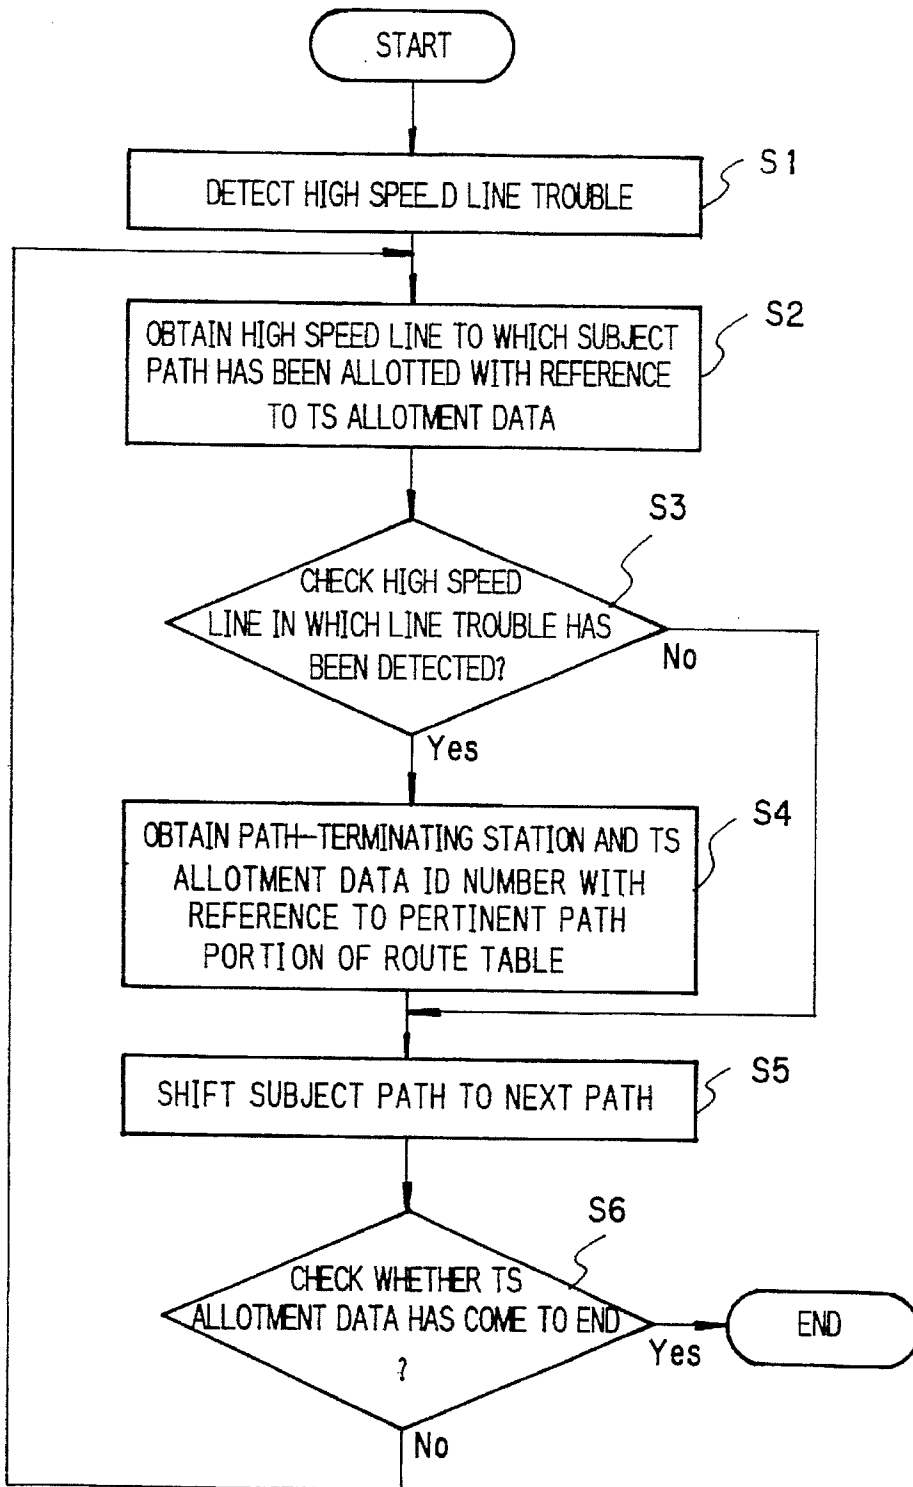 START
S1
DETECT HIGH SPEED LINE TROUBLE
S2
OBTAIN HIGH SPEED LINE TO WHICH SUBJECT
PATH HAS BEEN ALLOTTED WITH REFERENCE
TO TS ALLOTMENT DATA
S3
CHECK HIGH SPEED
LINE IN WHICH LINE TROUBLE HAS
BEEN DETECTED?
No
Yes
S4
OBTAIN PATH-TERMINATING STATION AND TS
ALLOTMENT DATA ID NUMBER WITH
REFERENCE TO PERTINENT PATH
PORTION OF ROUTE TABLE
S5
SHIFT SUBJECT PATH TO NEXT PATH
S6
CHECK WHETHER TS
ALLOTMENT DATA HAS COME TO END
?
Yes
END
No